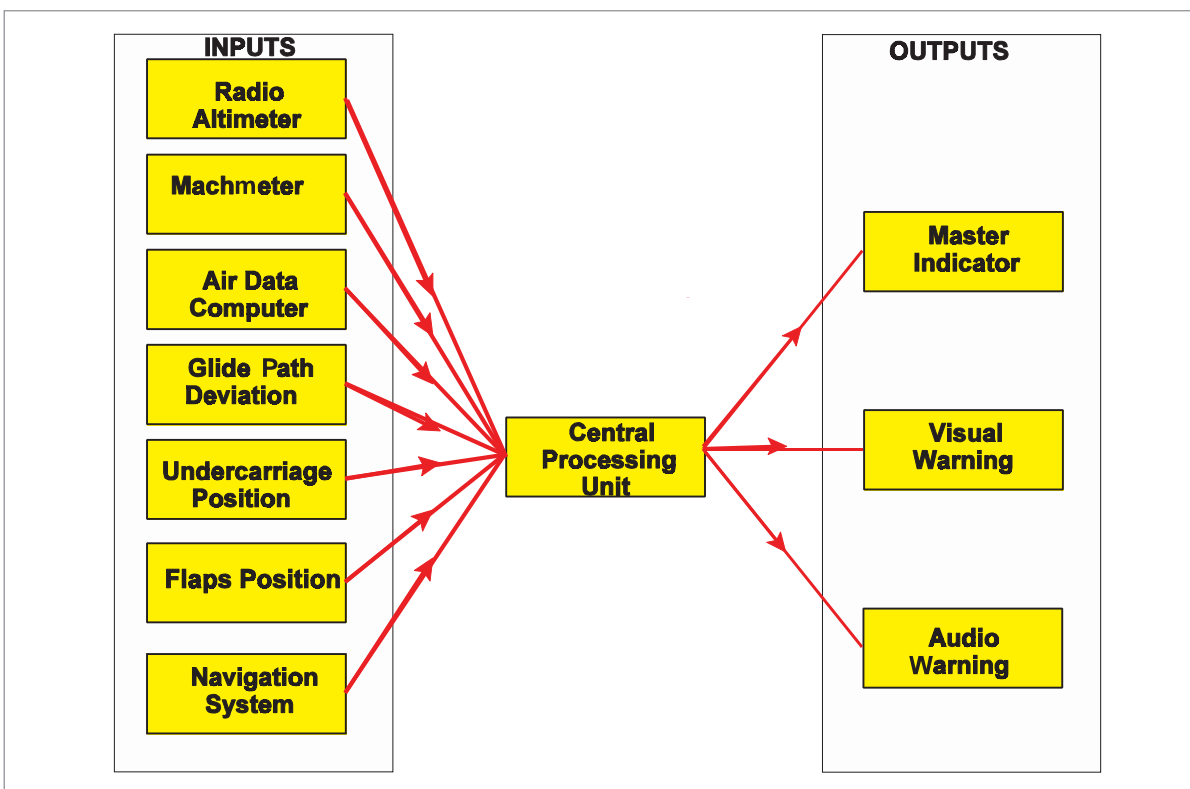 INPUTS
Radio
Altimeter
Machmeter
Air Data
Computer
Glide Path
Deviation
Undercarriage
Position
Flaps Position
Navigation
System
Central
Processing
Unit
OUTPUTS
Master
Indicator
Visual
Warning
Audio
Warning